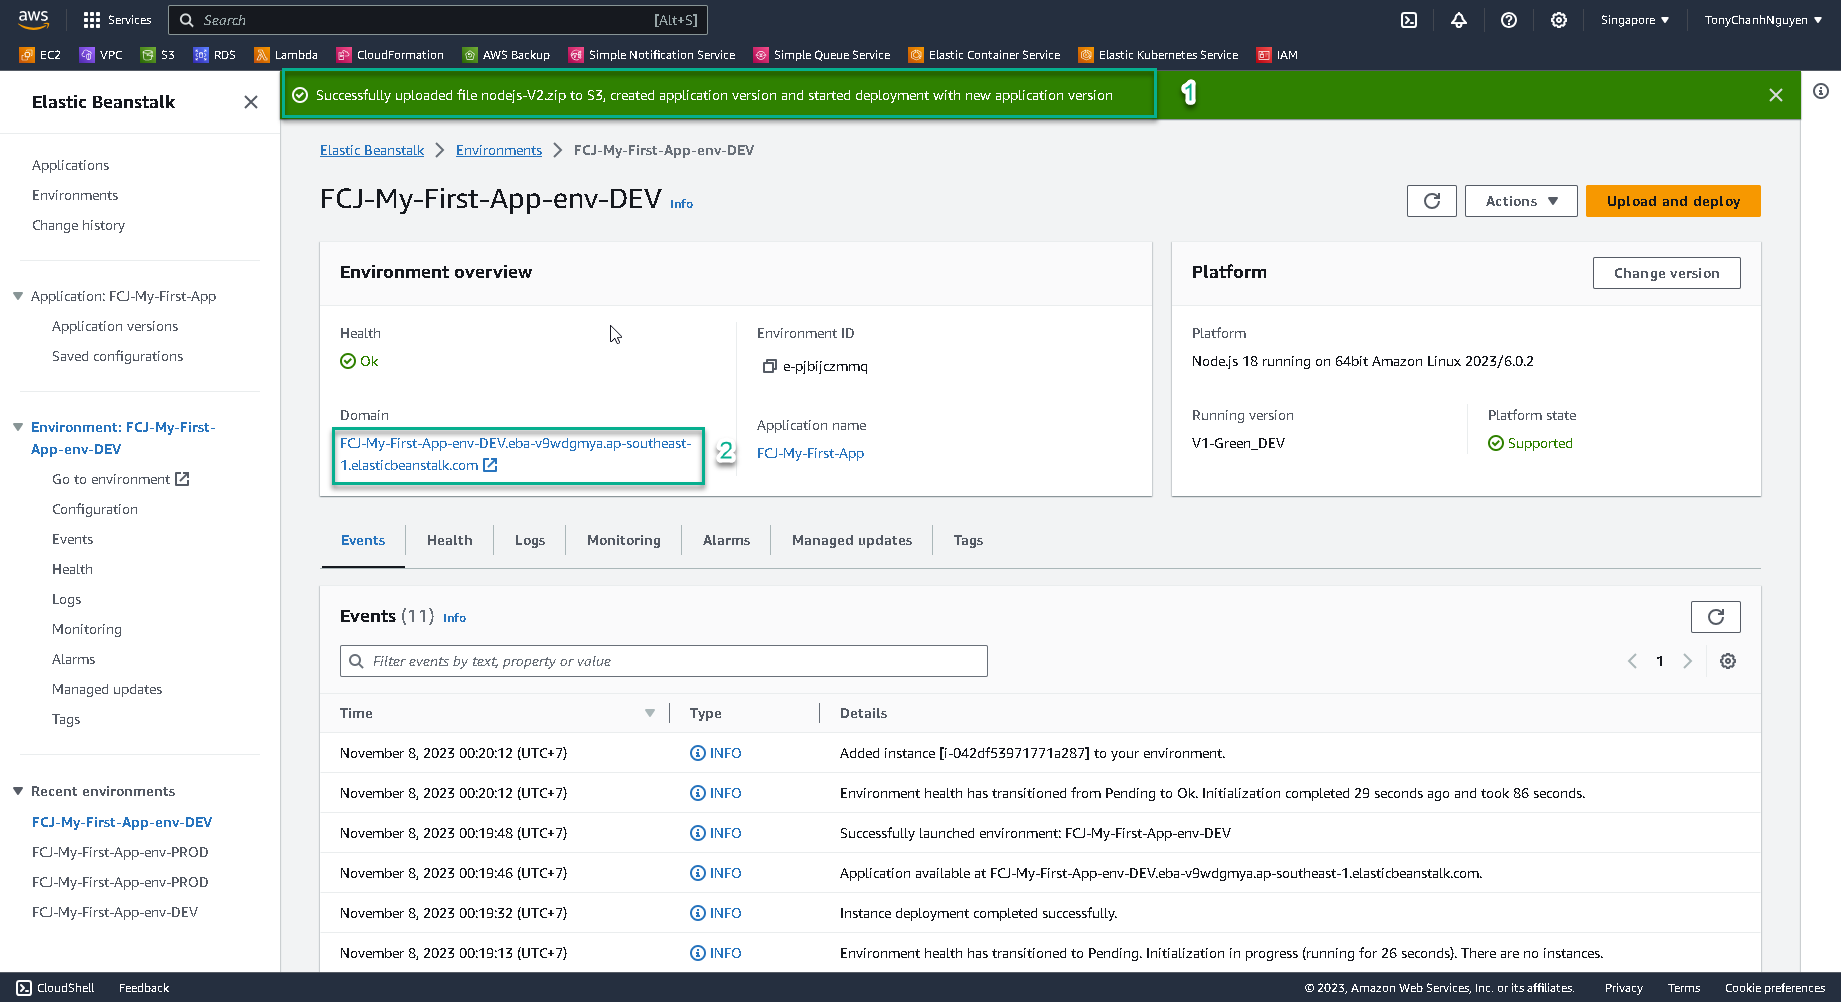 aws
Services
Search
[Alt+S]
Singapore
TonyChanhNguyen
EC2
VPC
S3
RDS
Lambda
CloudFormation
AWS Backup
Simple Notification Service
Simple Queue Service
Elastic Container Service
Elastic Kubernetes Service
IAM
Elastic Beanstalk
Applications
Environments
Change history
Application: FCJ-My-First-App
Application versions
Saved configurations
Environment: FCJ-My-First-
App-env-DEV
Go to environment
Configuration
Events
Health
Logs
Monitoring
Alarms
Managed updates
Tags
Recent environments
FCJ-My-First-App-env-DEV
FCJ-My-First-App-env-PROD
FCJ-My-First-App-env-PROD
FCJ-My-First-App-env-DEV
Successfully uploaded file nodejs-V2.zip to S3, created application version and started deployment with new application version
1
Elastic Beanstalk
Environments
FCJ-My-First-App-env-DEV
FCJ-My-First-App-env-DEV Info
Actions
Upload and deploy
Environment overview
Health
Ok
Domain
FCJ-My-First-App-env-DEV.eba-v9wdgmya.ap-southeast-
1.elasticbeanstalk.com
2
Environment ID
e-pjbijczmmq
Application name
FCJ-My-First-App
Platform
Change version
Platform
Node.js 18 running on 64bit Amazon Linux 2023/6.0.2
Running version
V1-Green_DEV
Platform state
Supported
Events
Health
Logs
Monitoring
Alarms
Managed updates
Tags
Events (11) Info
Filter events by text, property or value
1
Time
Type
Details
November 8, 2023 00:20:12 (UTC+7) INFO Added instance [i-042df53971771a287] to your environment.
November 8, 2023 00:20:12 (UTC+7) INFO Environment health has transitioned from Pending to Ok. Initialization completed 29 seconds ago and took 86 seconds.
November 8, 2023 00:19:48 (UTC+7) INFO Successfully launched environment: FCJ-My-First-App-env-DEV
November 8, 2023 00:19:46 (UTC+7) INFO Application available at FCJ-My-First-App-env-DEV.eba-v9wdgmya.ap-southeast-1.elasticbeanstalk.com.
November 8, 2023 00:19:32 (UTC+7) INFO Instance deployment completed successfully.
November 8, 2023 00:19:13 (UTC+7) INFO Environment health has transitioned to Pending. Initialization in progress (running for 26 seconds). There are no instances.
CloudShell
Feedback
© 2023, Amazon Web Services, Inc. or its affiliates.
Privacy
Terms
Cookie preferences